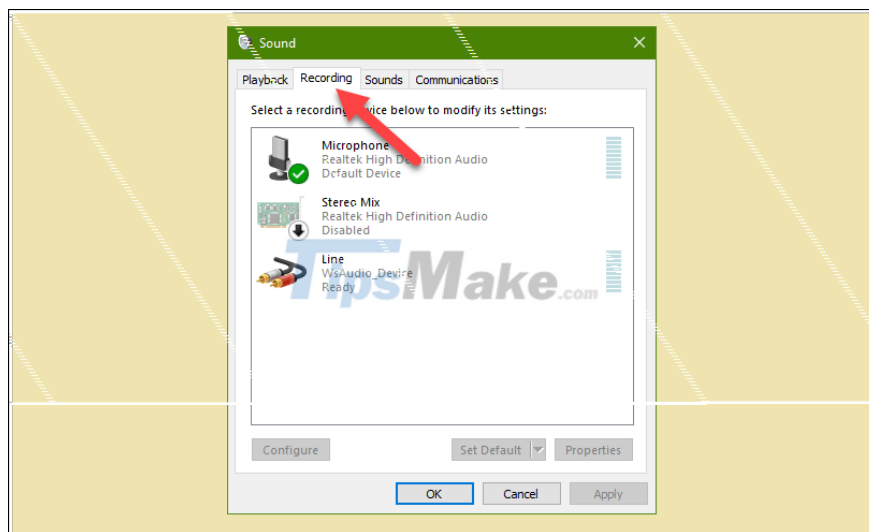 Sound
Playback Recording Sounds Communications
Select a recording device below to modify its settings:
Microphone
Realtek High Definition Audio
Default Device
Stereo Mix
Realtek High Definition Audio
Disabled
Line
WsAudio_Device
Ready
TipsMake.com
Configure Set Default Properties
OK Cancel Apply